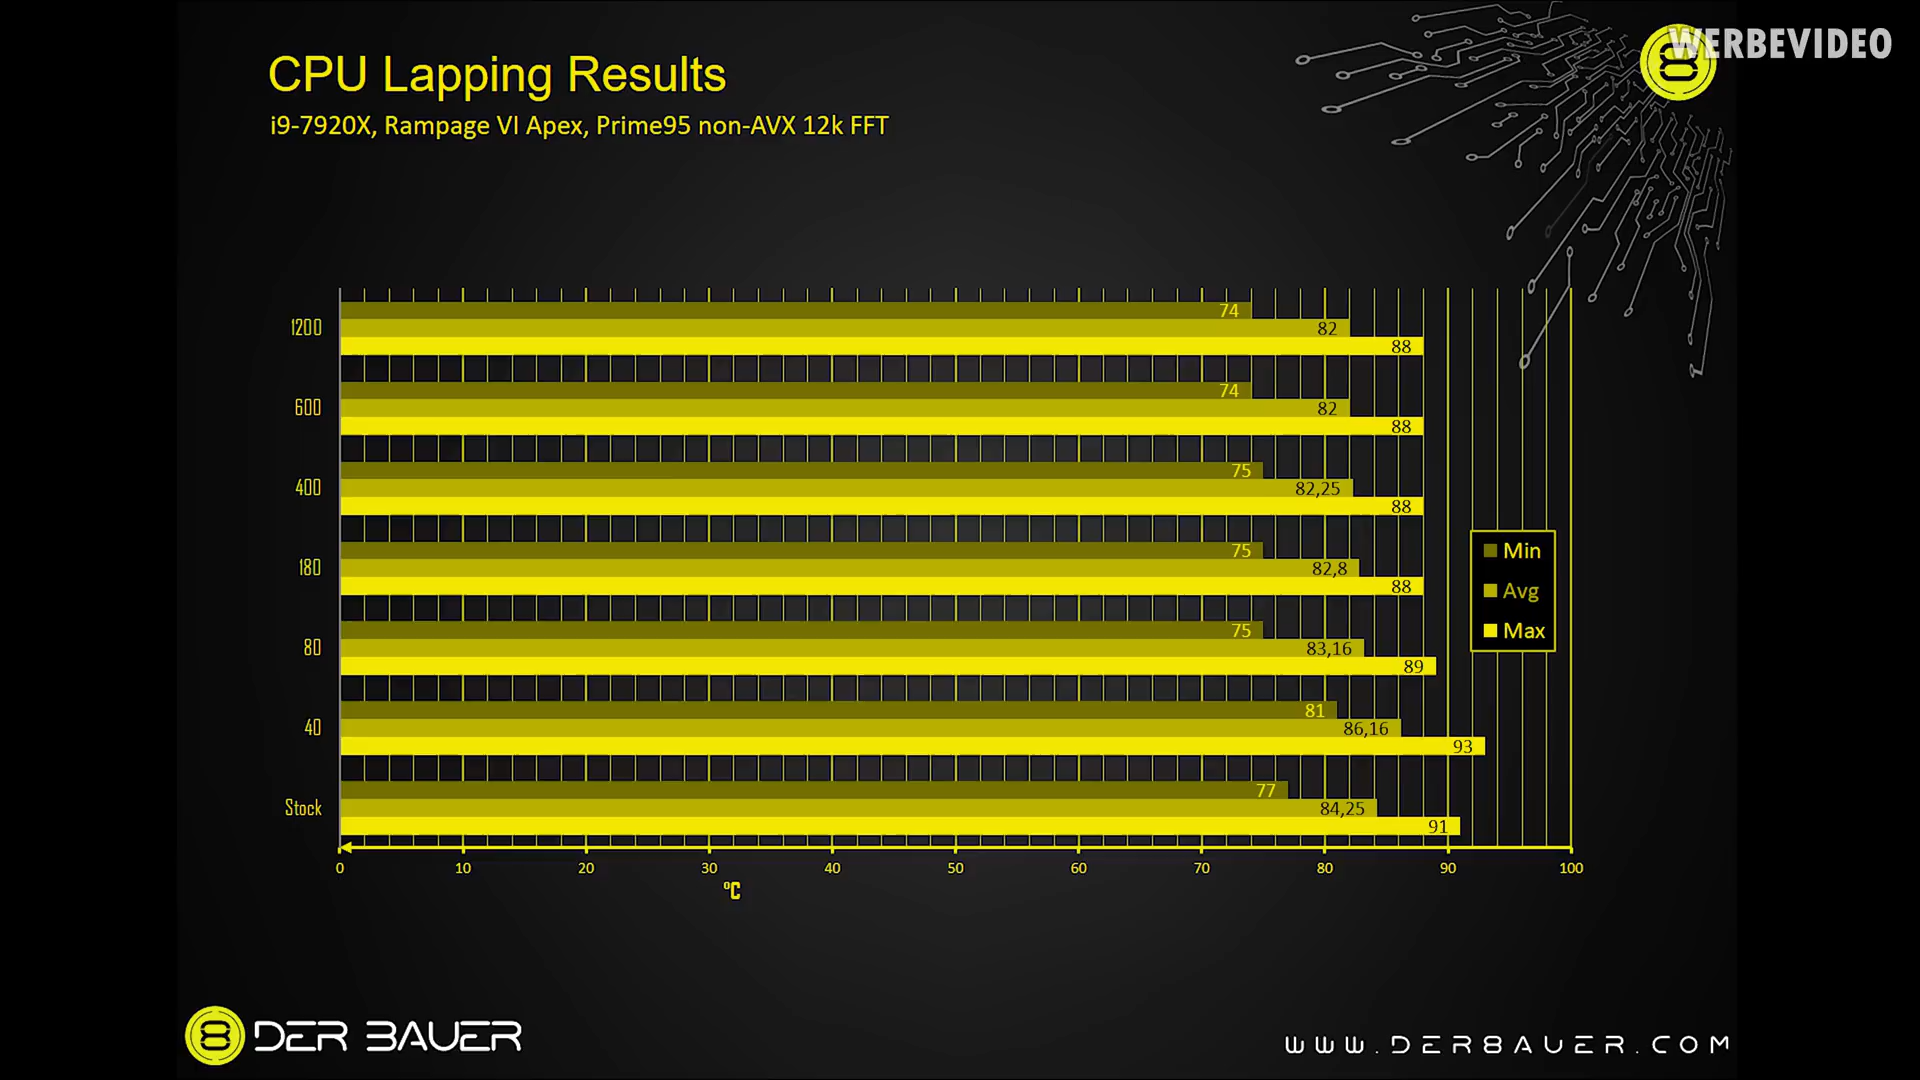 WERBEVIDEO
CPU Lapping Results
i9-7920X, Rampage VI Apex, Prime95 non-AVX 12k FFT
1200
74
82
88
600
74
82
88
400
75
82,25
88
180
75
82,8
88
80
75
83,16
89
40
81
86,16
93
Stock
77
84,25
91
Min
Avg
Max
0 10 20 30 40 50 60 70 80 90 100
°C
8 DER BAUER
WWW.DER8AUER.COM